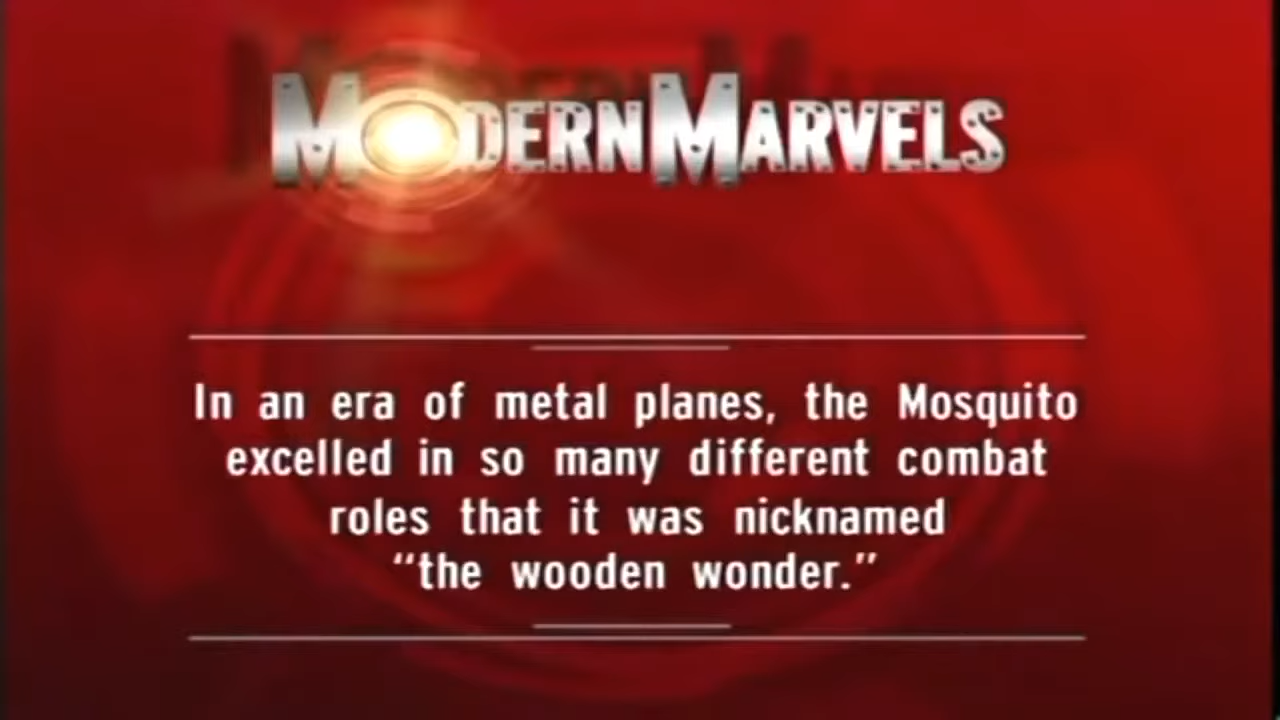 MODERN MARVELS
In an era of metal planes, the Mosquito
excelled in so many different combat
roles that it was nicknamed
“the wooden wonder.”